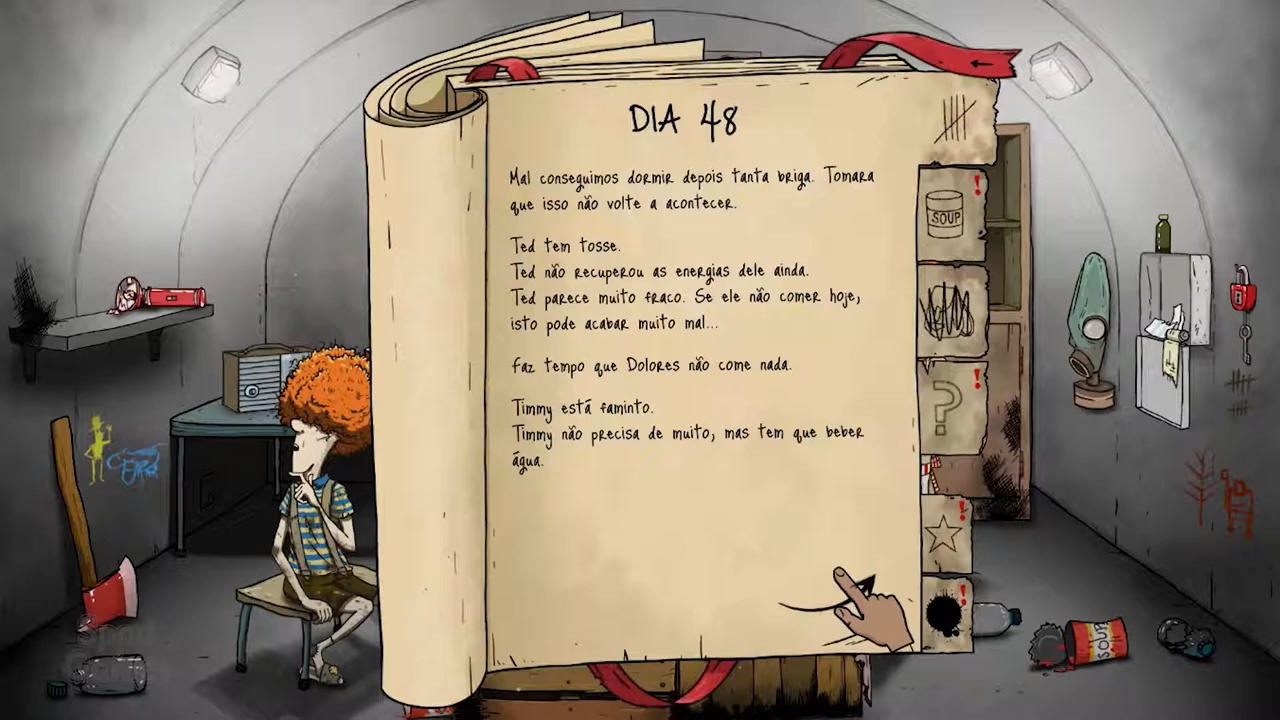 DIA 48
Mal conseguimos dormir depois tanta briga. Tomara
que isso não volte a acontecer.
Ted tem tosse.
Ted não recuperou as energias dele ainda.
Ted parece muito fraco. Se ele não comer hoje,
isto pode acabar muito mal...
Faz tempo que Dolores não come nada.
Timmy está faminto.
Timmy não precisa de muito, mas tem que beber
água.
!
SOUP
!
?
!
!
SOUP